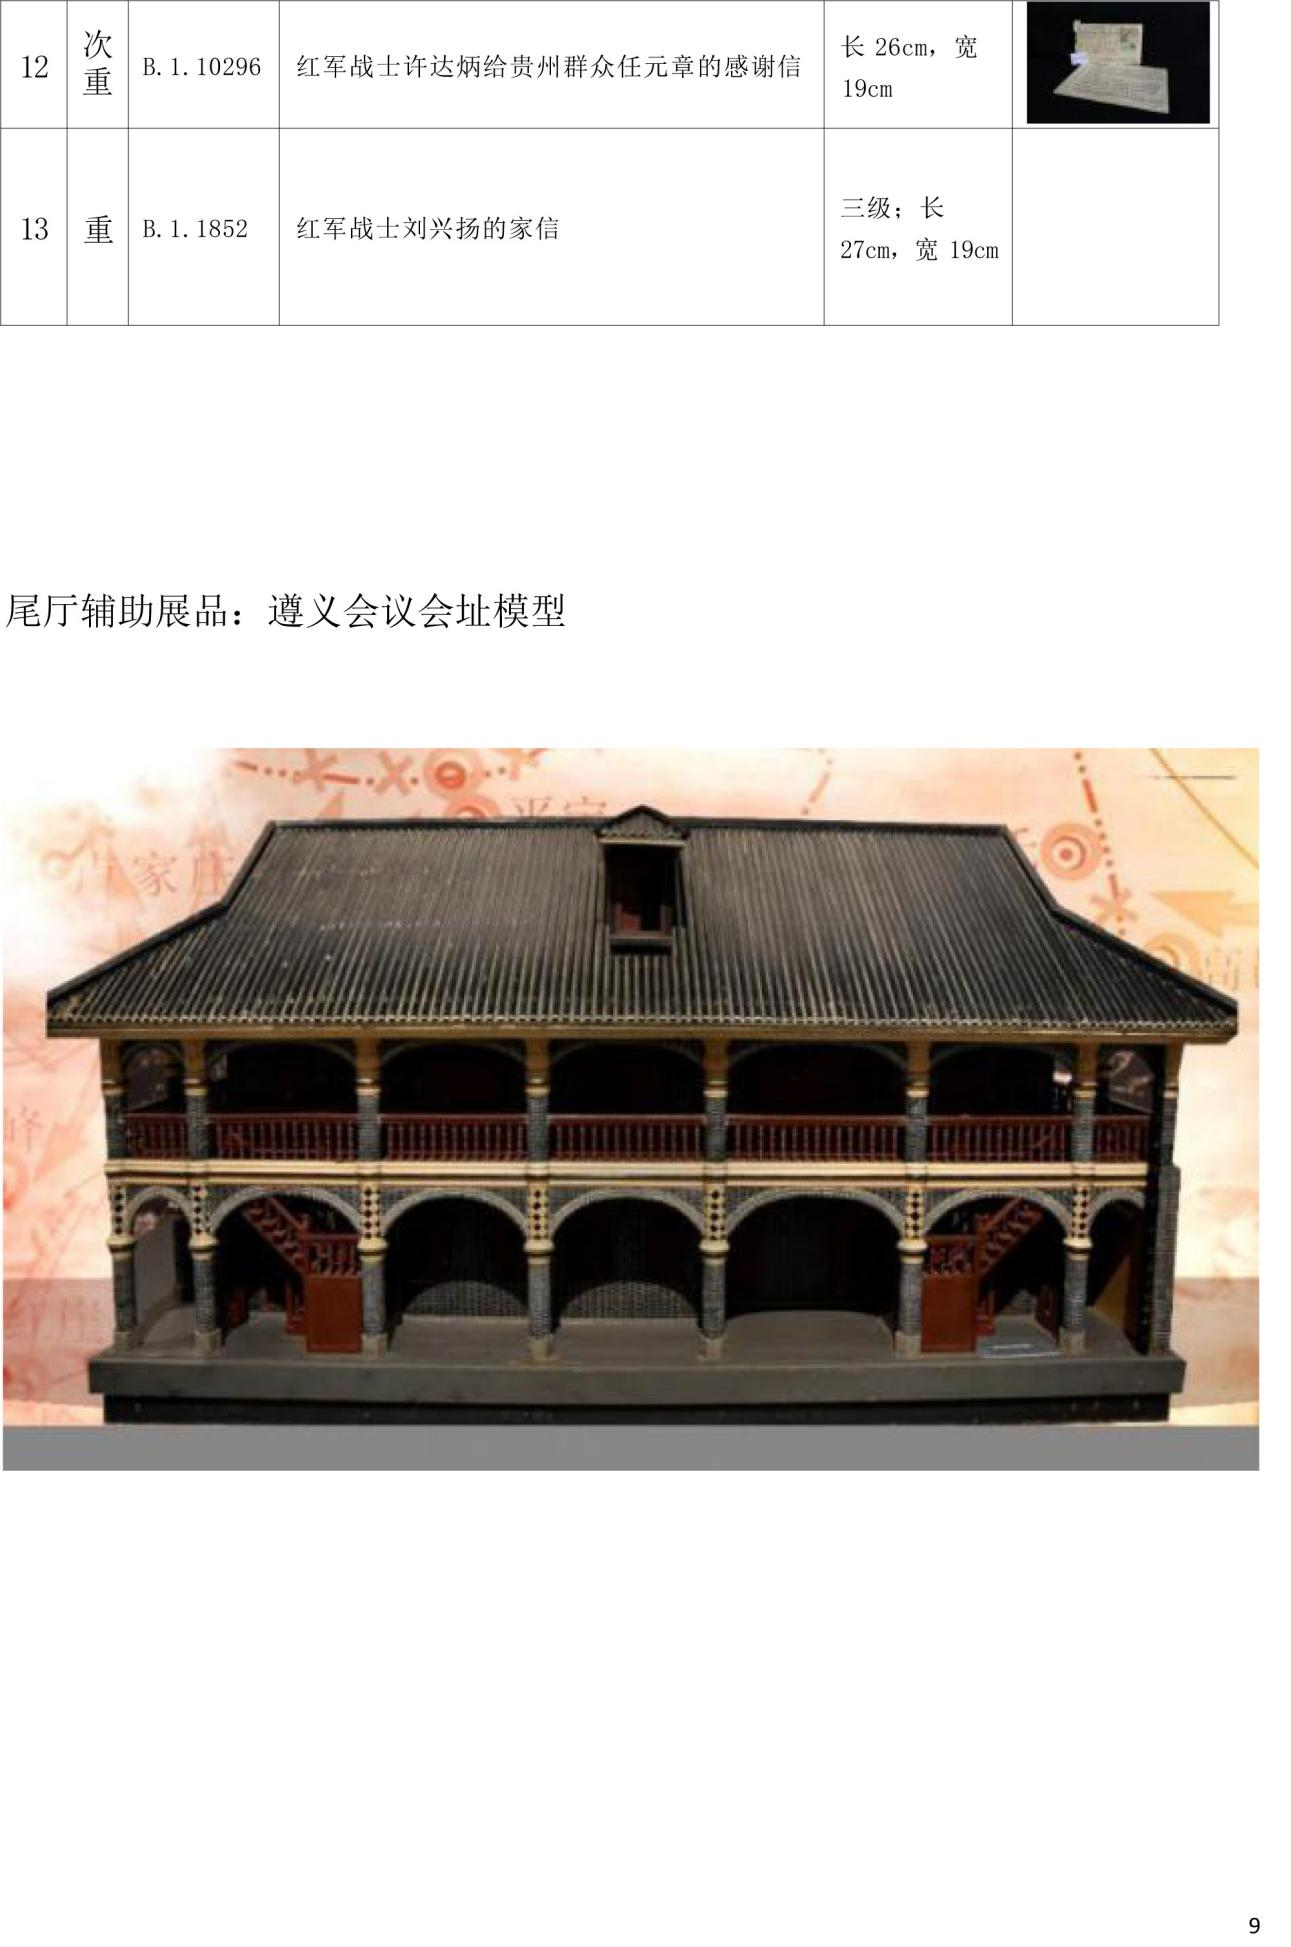 12
次
重
B.1.10296
红军战士许达炳给贵州群众任元章的感谢信
长 26cm，宽
19cm
13
重
B.1.1852
红军战士刘兴扬的家信
三级；长
27cm，宽 19cm
尾厅辅助展品：遵义会议会址模型
9